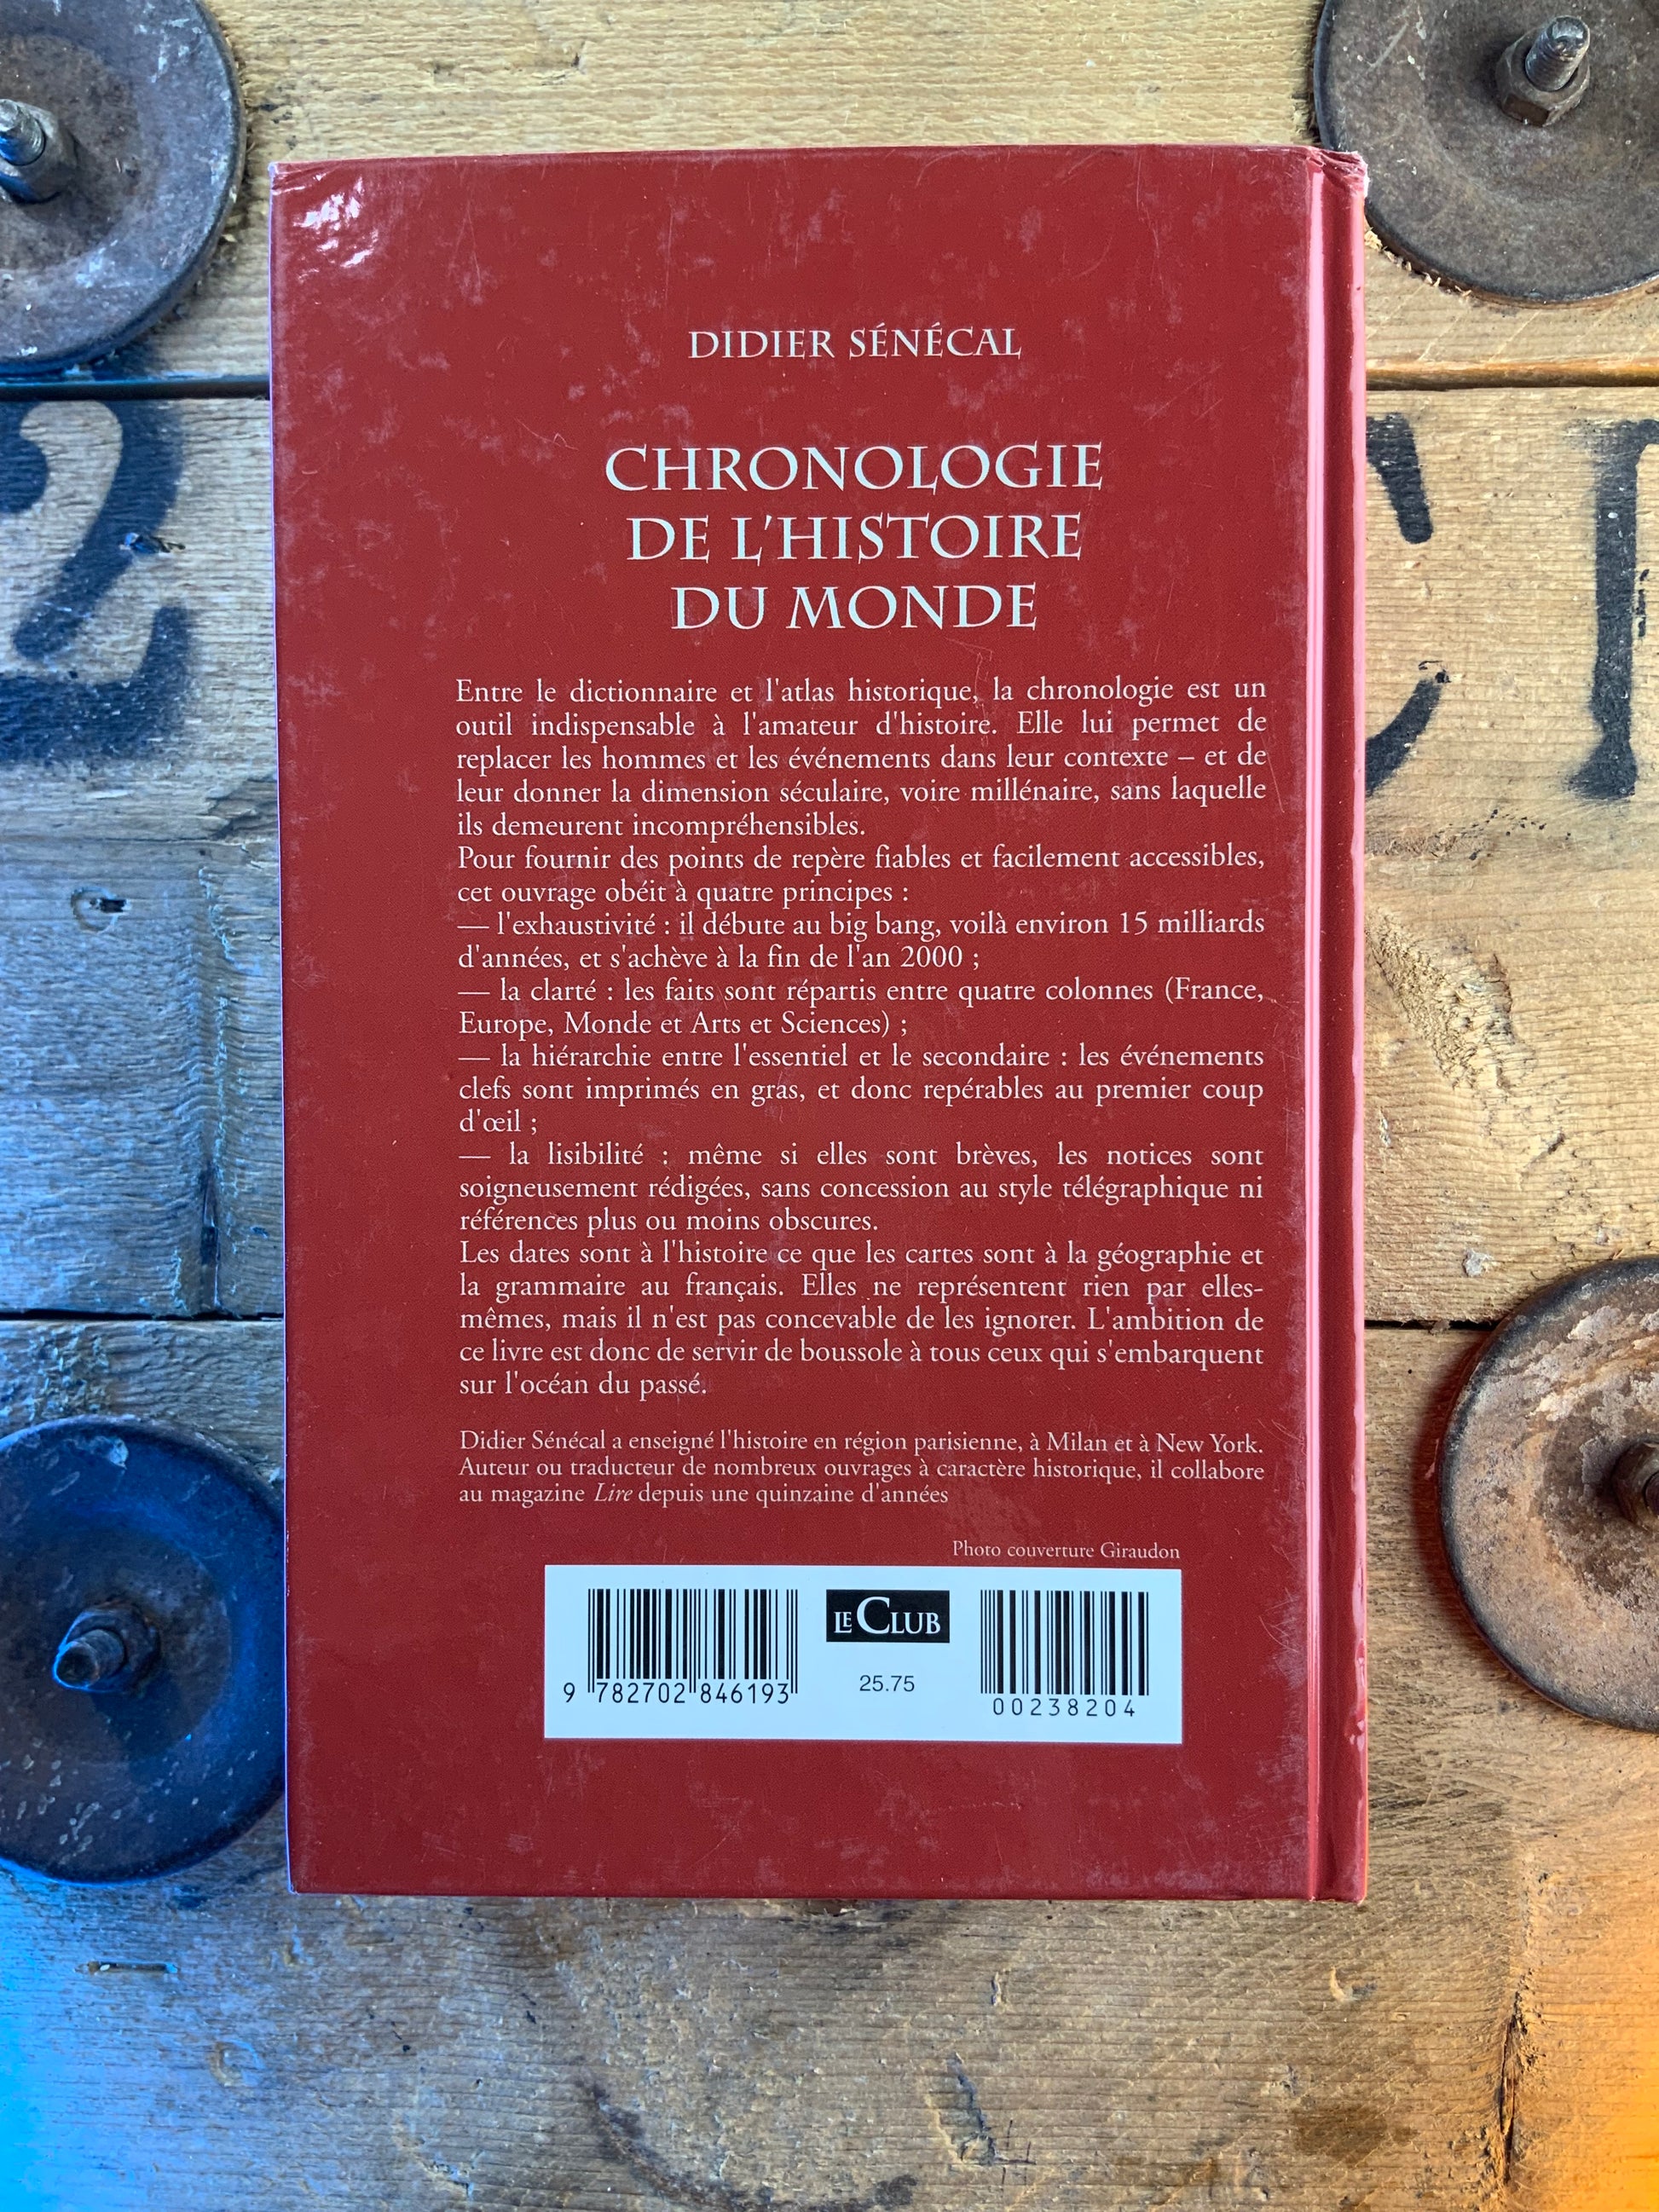 DIDIER SÉNÉCAL
CHRONOLOGIE
DE L'HISTOIRE
DU MONDE
Entre le dictionnaire et l'atlas historique, la chronologie est un
outil indispensable à l'amateur d'histoire. Elle lui permet de
replacer les hommes et les événements dans leur contexte – et de
leur donner la dimension séculaire, voire millénaire, sans laquelle
ils demeurent incompréhensibles.
Pour fournir des points de repère fiables et facilement accessibles,
cet ouvrage obéit à quatre principes :
— l'exhaustivité : il débute au big bang, voilà environ 15 milliards
d'années, et s'achève à la fin de l'an 2000 ;
— la clarté : les faits sont répartis entre quatre colonnes (France,
Europe, Monde et Arts et Sciences) ;
— la hiérarchie entre l'essentiel et le secondaire : les événements
clefs sont imprimés en gras, et donc repérables au premier coup
d'œil ;
— la lisibilité : même si elles sont brèves, les notices sont
soigneusement rédigées, sans concession au style télégraphique ni
références plus ou moins obscures.
Les dates sont à l'histoire ce que les cartes sont à la géographie et
la grammaire au français. Elles ne représentent rien par elles-
mêmes, mais il n'est pas concevable de les ignorer. L'ambition de
ce livre est donc de servir de boussole à tous ceux qui s'embarquent
sur l'océan du passé.
Didier Sénécal a enseigné l'histoire en région parisienne, à Milan et à New York.
Auteur ou traducteur de nombreux ouvrages à caractère historique, il collabore
au magazine Lire depuis une quinzaine d'années
Photo couverture Giraudon
LE CLUB
25.75
9 782702 846193
00238204
2